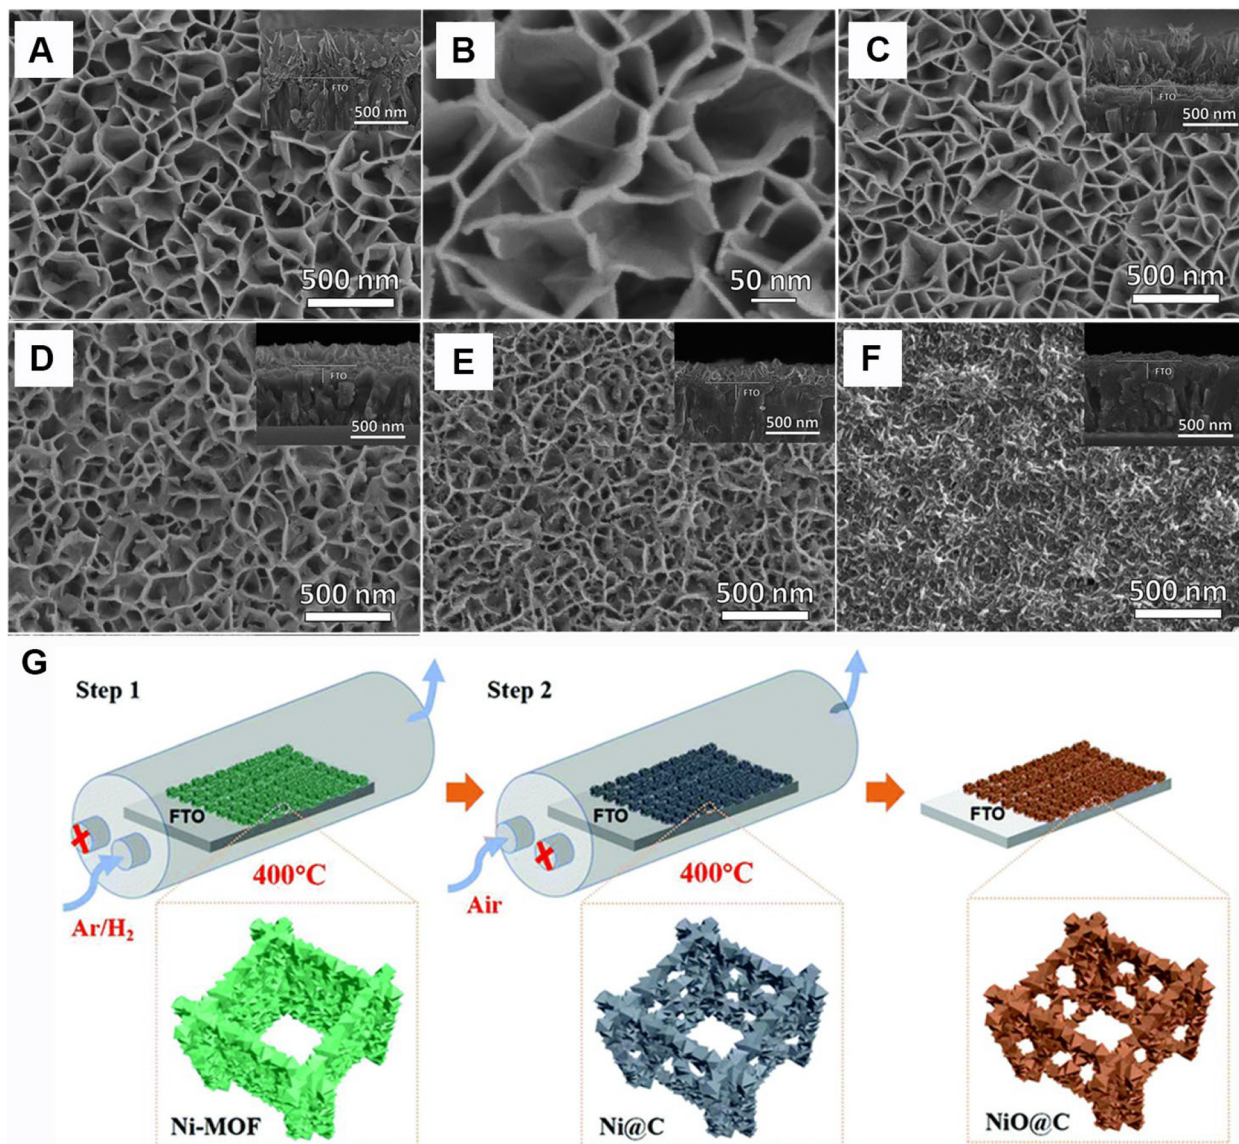 A
FTO
500 nm
500 nm
B
50 nm
C
FTO
500 nm
500 nm
D
FTO
500 nm
500 nm
E
FTO
500 nm
500 nm
F
FTO
500 nm
500 nm
G
Step 1
FTO
400°C
Ar/H₂
Ni-MOF
Step 2
FTO
400°C
Air
Ni@C
FTO
NiO@C